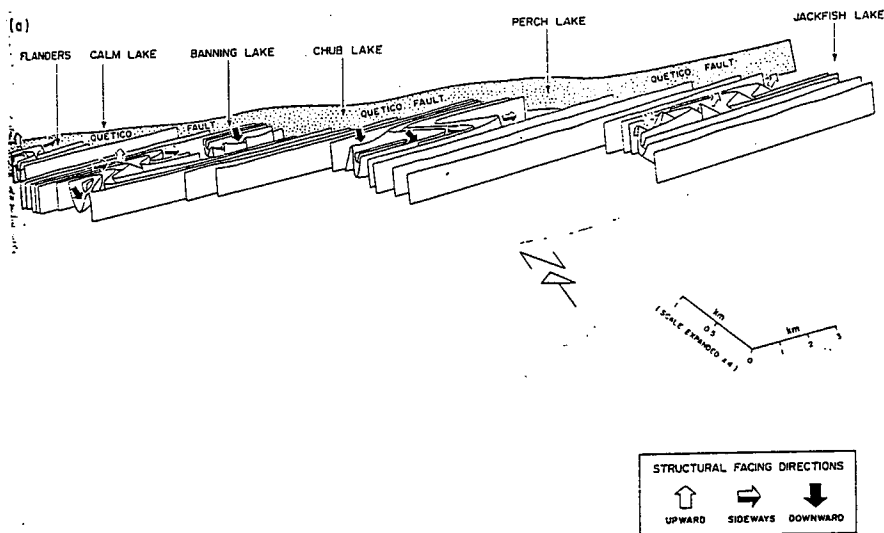 (a)
FLANDERS
CALM LAKE
BANNING LAKE
CHUB LAKE
PERCH LAKE
JACKFISH LAKE
QUETICO FAULT
QUETICO FAULT
QUETICO FAULT
N
km
1
0.5
0
(SCALE EXPANDED x4)
km
1
2
3
STRUCTURAL FACING DIRECTIONS
UPWARD
SIDEWAYS
DOWNWARD